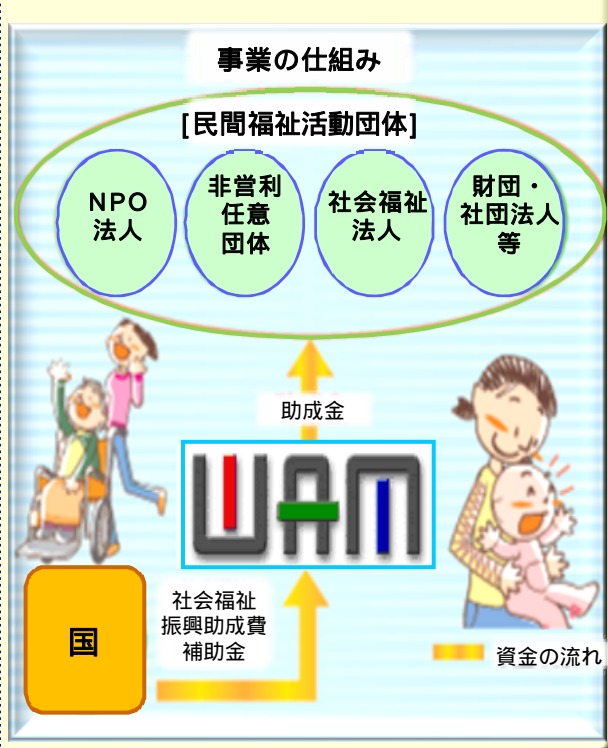 事業の仕組み
[民間福祉活動団体]
NPO
法人
非営利
任意
団体
社会福祉
法人
財団・
社団法人
等
助成金
WAM
国
社会福祉
振興助成費
補助金
資金の流れ